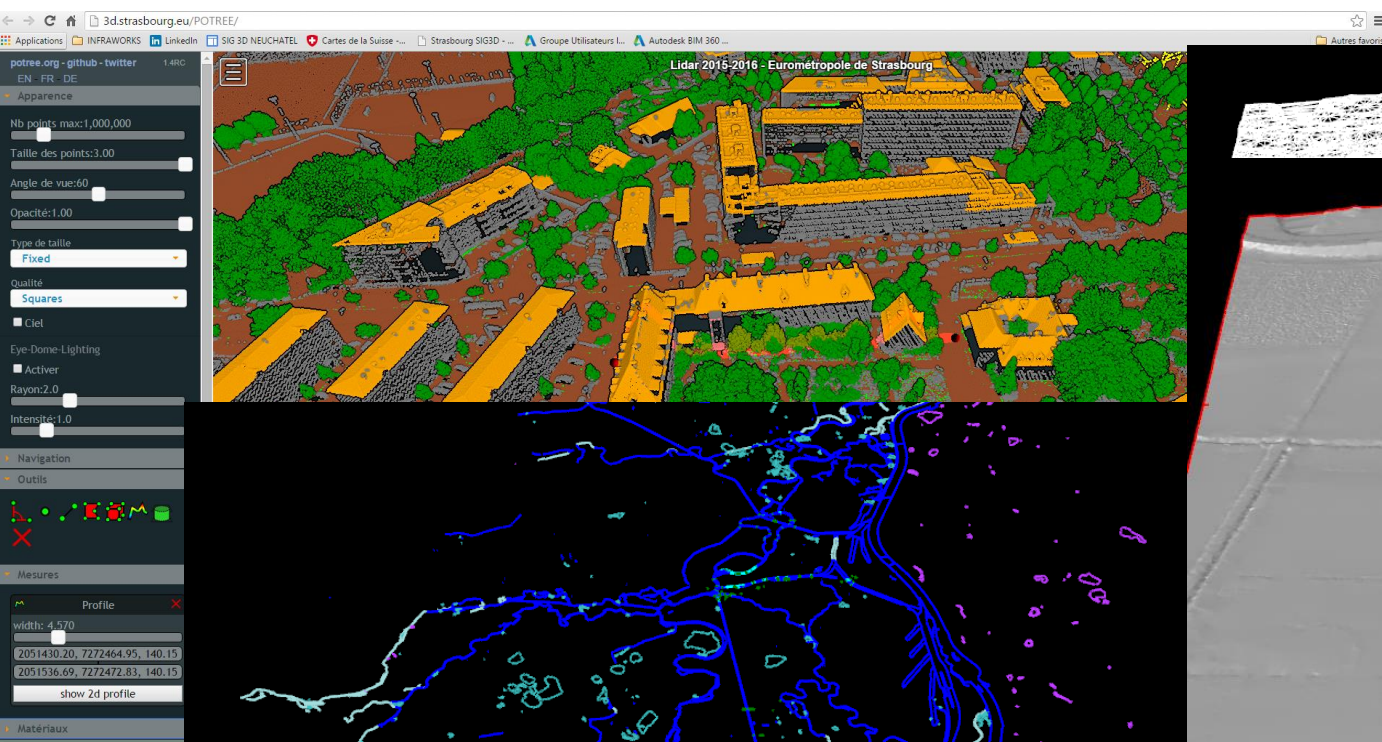 3d.strasbourg.eu/POTREE/
Applications INFRAWORKS LinkedIn SIG 3D NEUCHATEL Cartes de la Suisse -... Strasbourg SIG3D - ... Groupe Utilisateurs I... Autodesk BIM 360 ... Autres favoris
potree.org - github - twitter 1.4RC
EN - FR - DE
Apparence
Nb points max:1,000,000
Taille des points:3.00
Angle de vue:60
Opacité:1.00
Type de taille
Fixed
Qualité
Squares
Ciel
Eye-Dome-Lighting
Activer
Rayon:2.0
Intensité:1.0
Navigation
Outils
Mesures
Profile
width: 4.570
2051430.20, 7272464.95, 140.15
2051536.69, 7272472.83, 140.15
show 2d profile
Matériaux
Lidar 2015-2016 - Eurométropole de Strasbourg